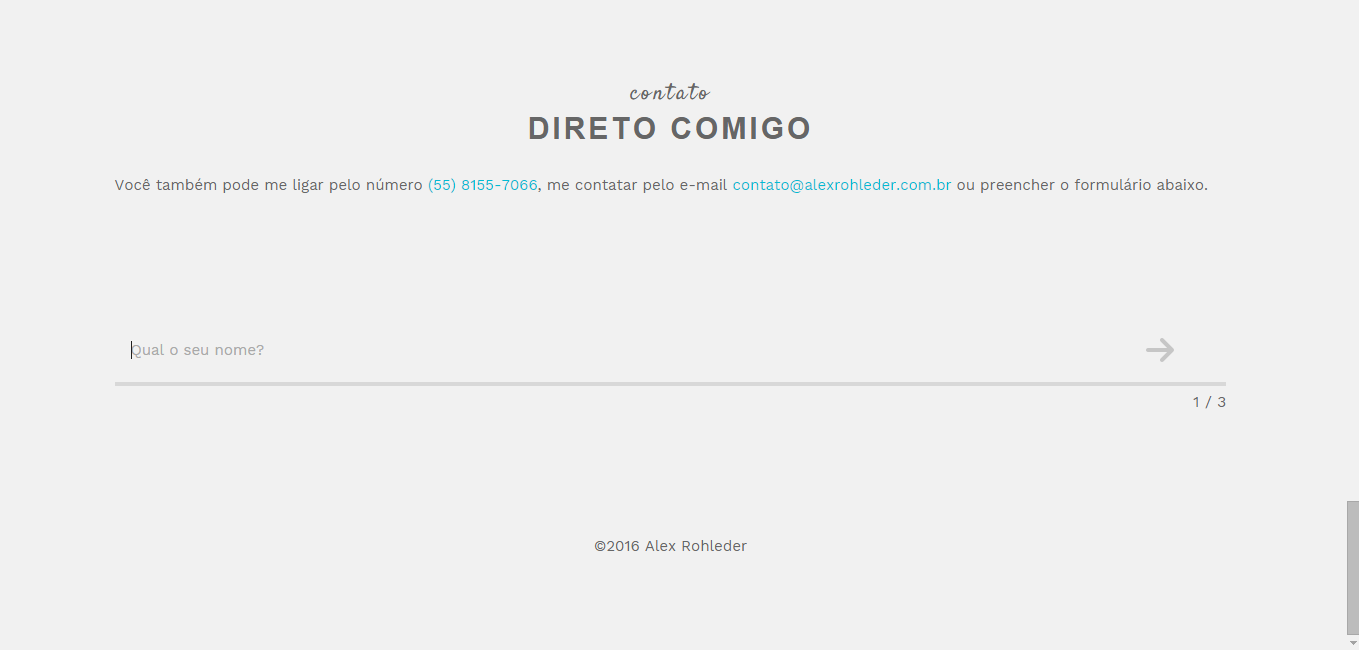 contato
DIRETO COMIGO
Você também pode me ligar pelo número (55) 8155-7066, me contatar pelo e-mail contato@alexrohleder.com.br ou preencher o formulário abaixo.
Qual o seu nome?
1 / 3
©2016 Alex Rohleder